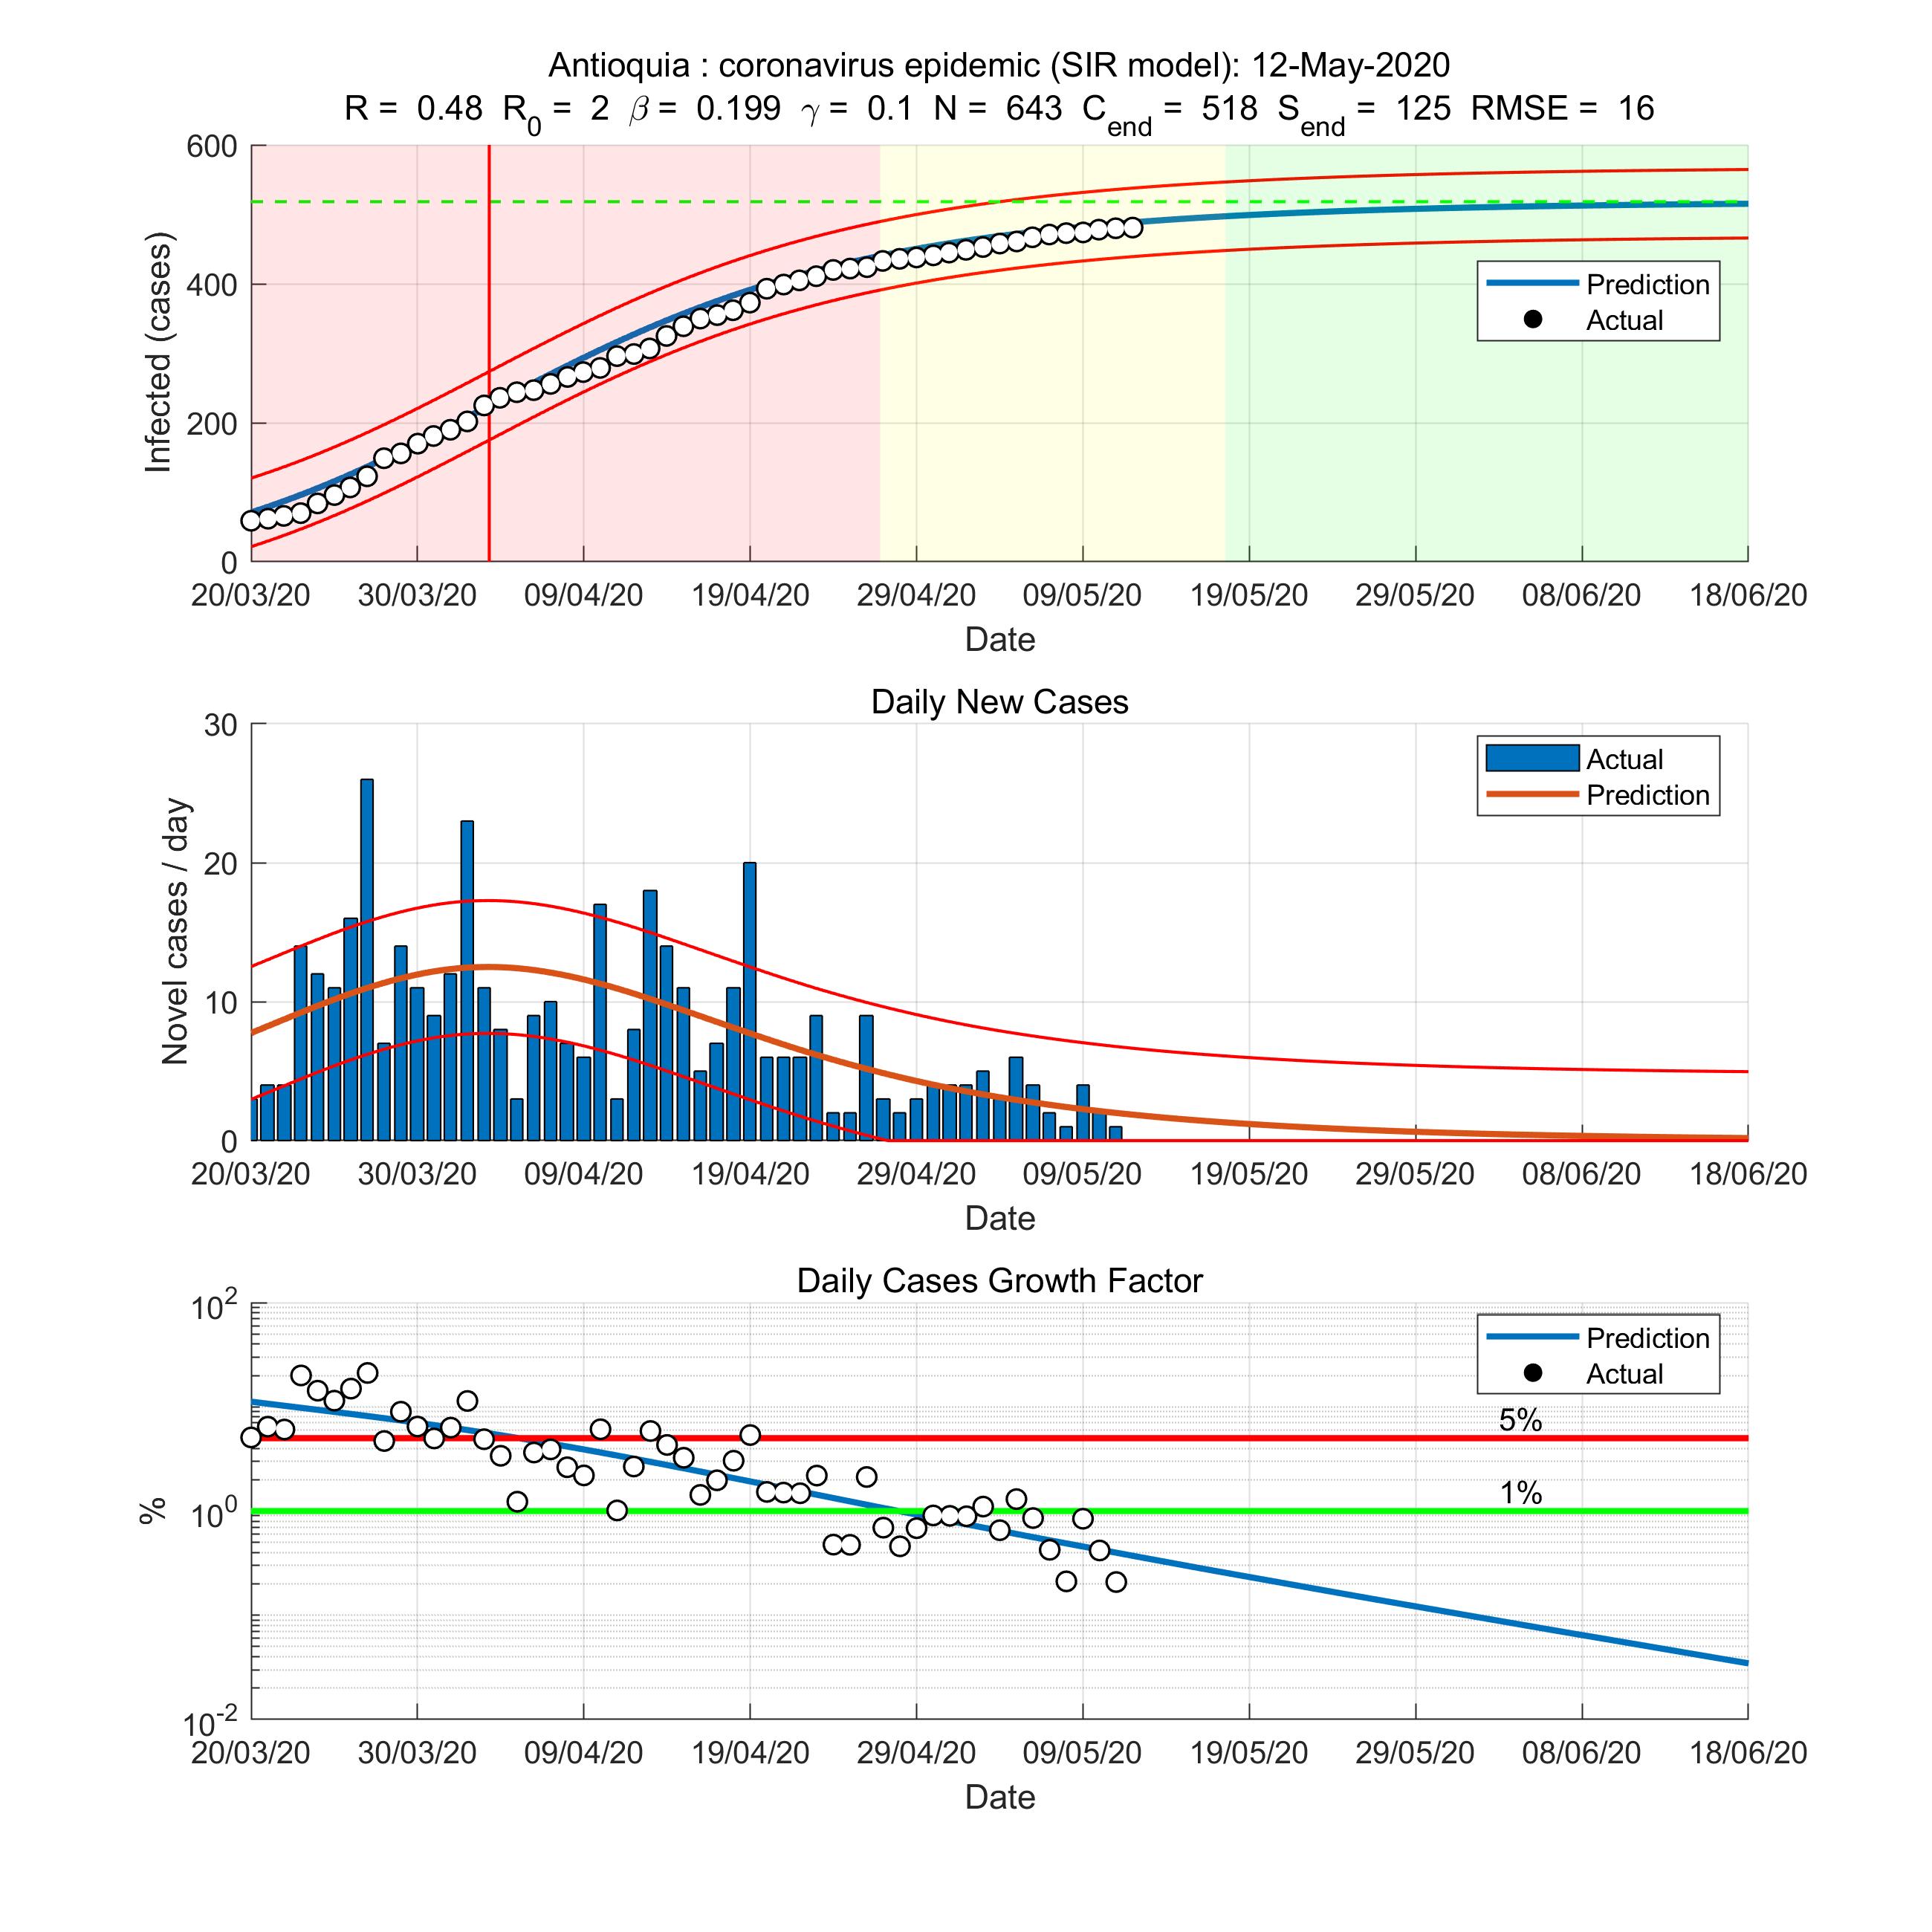 Antioquia : coronavirus epidemic (SIR model): 12-May-2020
R = 0.48 R0 = 2 β = 0.199 γ = 0.1 N = 643 Cend = 518 Send = 125 RMSE = 16
Infected (cases)
600
400
200
0
Prediction
Actual
20/03/20 30/03/20 09/04/20 19/04/20 29/04/20 09/05/20 19/05/20 29/05/20 08/06/20 18/06/20
Date
Daily New Cases
Novel cases / day
30
20
10
0
Actual
Prediction
20/03/20 30/03/20 09/04/20 19/04/20 29/04/20 09/05/20 19/05/20 29/05/20 08/06/20 18/06/20
Date
Daily Cases Growth Factor
%
10^2
10^0
10^-2
Prediction
Actual
5%
1%
20/03/20 30/03/20 09/04/20 19/04/20 29/04/20 09/05/20 19/05/20 29/05/20 08/06/20 18/06/20
Date